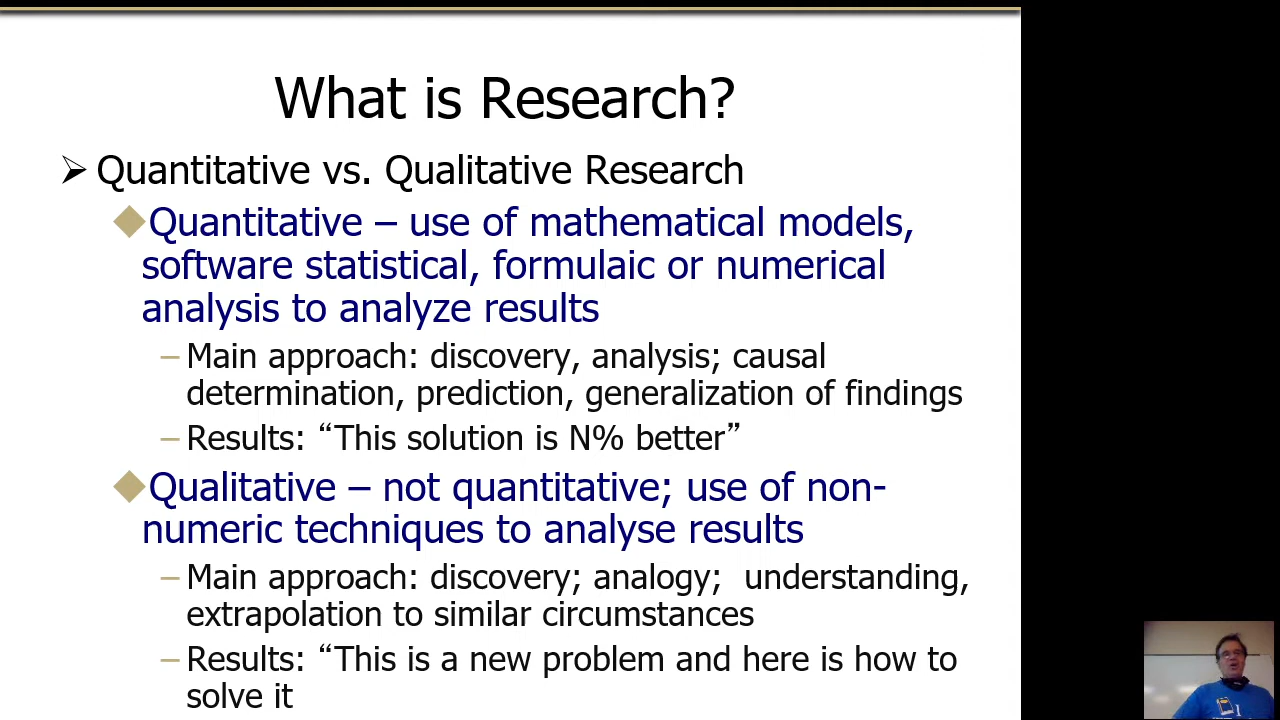 What is Research?
Quantitative vs. Qualitative Research
Quantitative – use of mathematical models,
software statistical, formulaic or numerical
analysis to analyze results
– Main approach: discovery, analysis; causal
determination, prediction, generalization of findings
– Results: “This solution is N% better”
Qualitative – not quantitative; use of non-
numeric techniques to analyse results
– Main approach: discovery; analogy;  understanding,
extrapolation to similar circumstances
– Results: “This is a new problem and here is how to
solve it